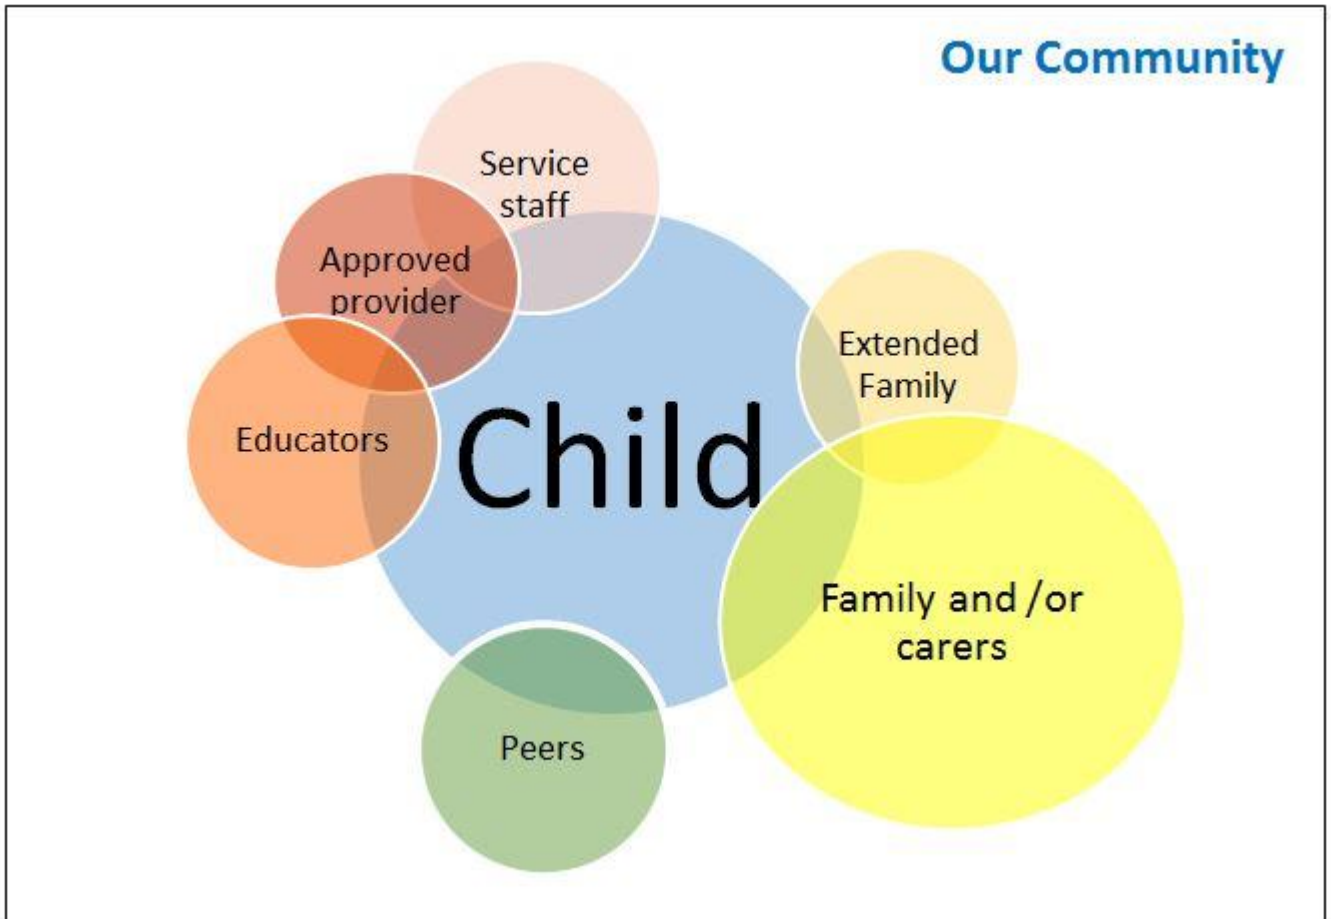 Our Community
Service
staff
Approved
provider
Extended
Family
Educators
Child
Family and /or
carers
Peers